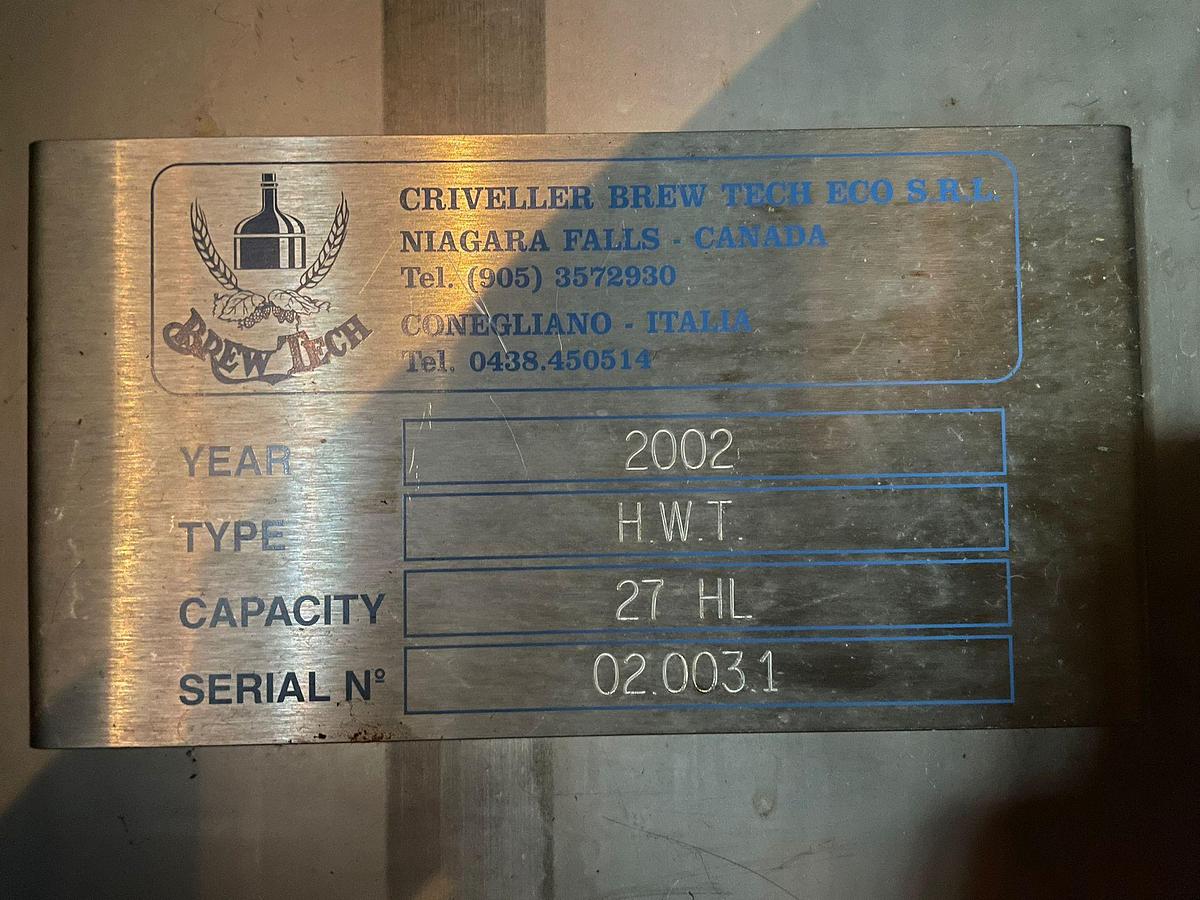 BREW TECH
CRIVELLER BREW TECH ECO S.R.L.
NIAGARA FALLS - CANADA
Tel. (905) 3572930
CONEGLIANO - ITALIA
Tel. 0438.450514
YEAR 2002
TYPE H.W.T.
CAPACITY 27 HL
SERIAL Nº 02.003.1